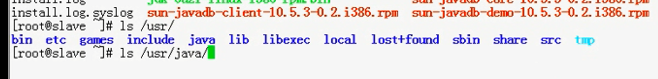 install.log.syslog sun-javadb-client-10.5.3-0.2.i386.rpm sun-javadb-demo-10.5.3-0.2.i386.rpm
[root@slave ~]# ls /usr/
bin etc games include java lib libexec local lost+found sbin share src tmp
[root@slave ~]# ls /usr/java/